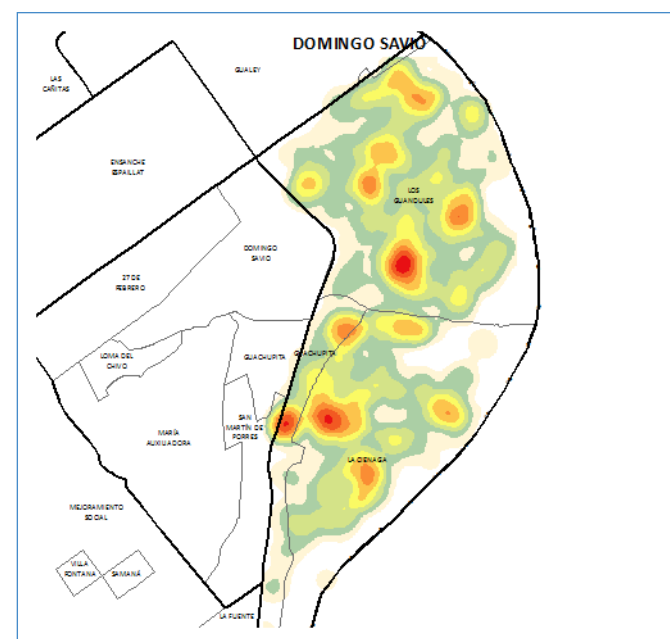 DOMINGO SAVIO
GUALEY
LAS
CAÑITAS
ENSANCHE
ESPAILLAT
LOS
GUANDULES
DOMINGO
SAVIO
27 DE
FEBRERO
LOMA DEL
CHIVO
GUACHUPITA
GUACHUPITA
SAN
MARTÍN DE
PORRES
MARÍA
AUXILIADORA
LA CIENAGA
MEJORAMIENTO
SOCIAL
VILLA
FONTANA
SAMANÁ
LA FUENTE